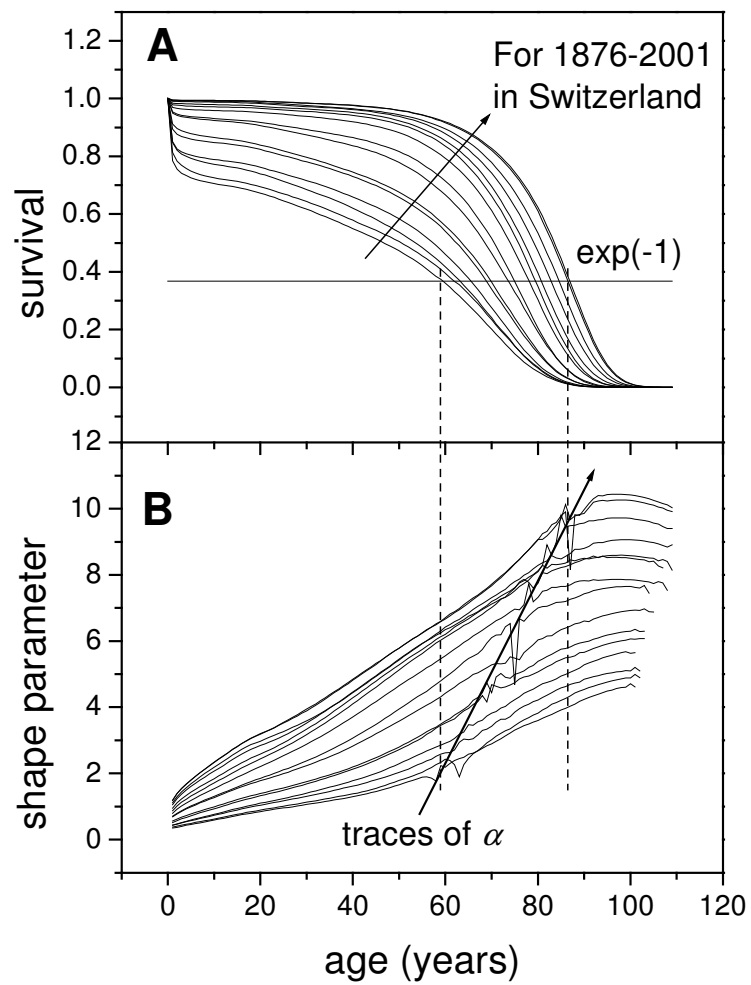 A
For 1876-2001
in Switzerland
exp(-1)
survival
1.2
1.0
0.8
0.6
0.4
0.2
0.0
12
B
shape parameter
10
8
6
4
2
0
traces of α
0 20 40 60 80 100 120
age (years)